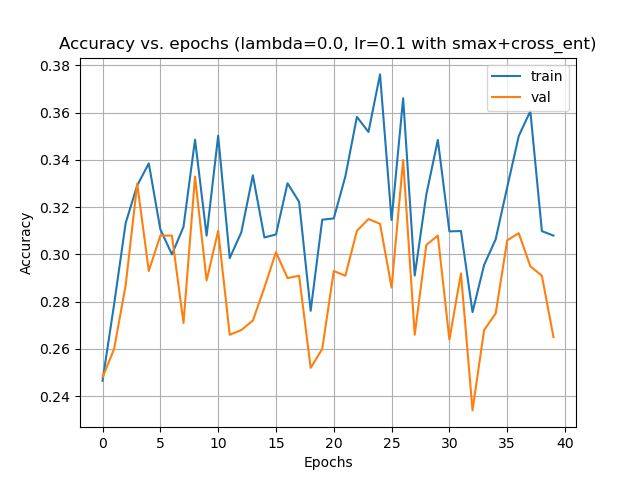 Accuracy vs. epochs (lambda=0.0, lr=0.1 with smax+cross_ent)
train
val
0.38
0.36
0.34
0.32
0.30
0.28
0.26
0.24
Accuracy
0 5 10 15 20 25 30 35 40
Epochs